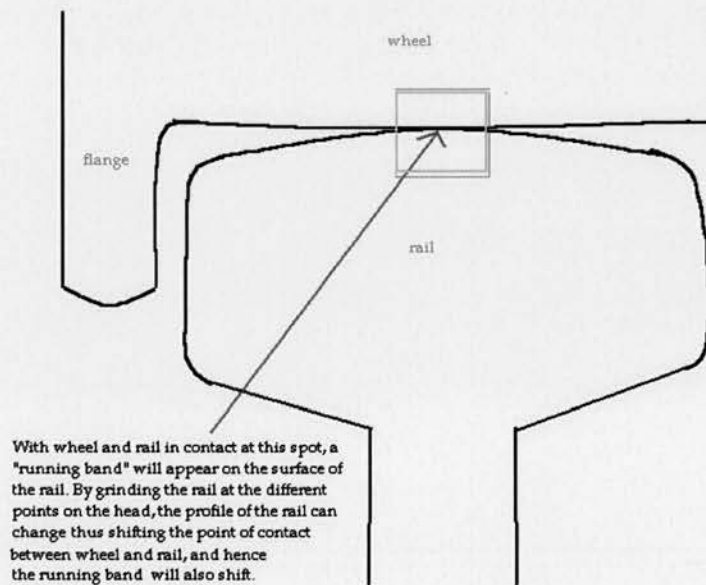 wheel
flange
rail
With wheel and rail in contact at this spot, a
"running band" will appear on the surface of
the rail. By grinding the rail at the different
points on the head, the profile of the rail can
change thus shifting the point of contact
between wheel and rail, and hence
the running band will also shift.